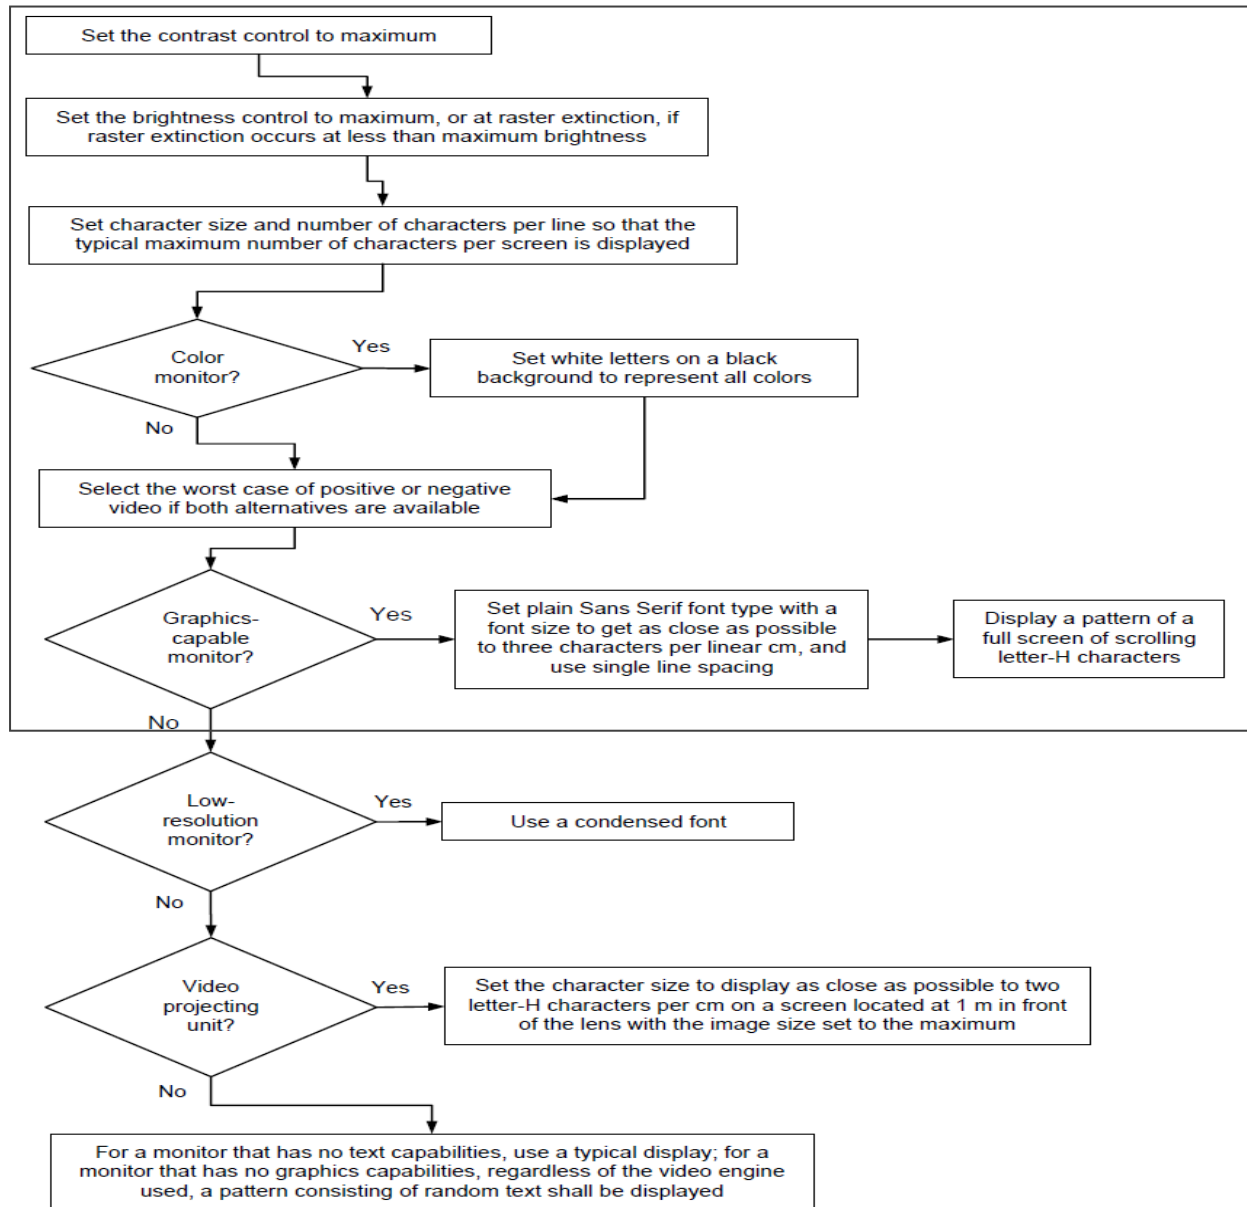 Set the contrast control to maximum
Set the brightness control to maximum, or at raster extinction, if
raster extinction occurs at less than maximum brightness
Set character size and number of characters per line so that the
typical maximum number of characters per screen is displayed
Color
monitor?
Yes
Set white letters on a black
background to represent all colors
No
Select the worst case of positive or negative
video if both alternatives are available
Graphics-
capable
monitor?
Yes
Set plain Sans Serif font type with a
font size to get as close as possible
to three characters per linear cm, and
use single line spacing
Display a pattern of a
full screen of scrolling
letter-H characters
No
Low-
resolution
monitor?
Yes
Use a condensed font
No
Video
projecting
unit?
Yes
Set the character size to display as close as possible to two
letter-H characters per cm on a screen located at 1 m in front
of the lens with the image size set to the maximum
No
For a monitor that has no text capabilities, use a typical display; for
a monitor that has no graphics capabilities, regardless of the video engine
used, a pattern consisting of random text shall be displayed